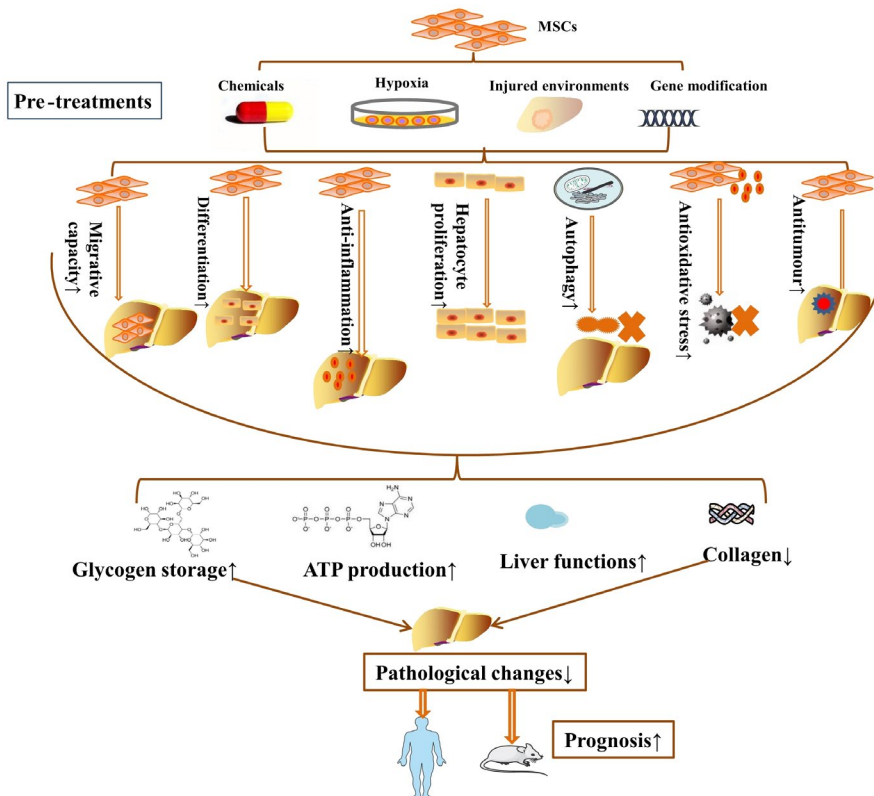 MSCs
Pre-treatments
Chemicals
Hypoxia
Injured environments
Gene modification
Migrative
capacity↑
Differentiation↑
Anti-inflammation↑
Hepatocyte
proliferation↑
Autophagy↑
Antioxidative stress↑
Antitumour↑
Glycogen storage↑
ATP production↑
Liver functions↑
Collagen↓
Pathological changes↓
Prognosis↑